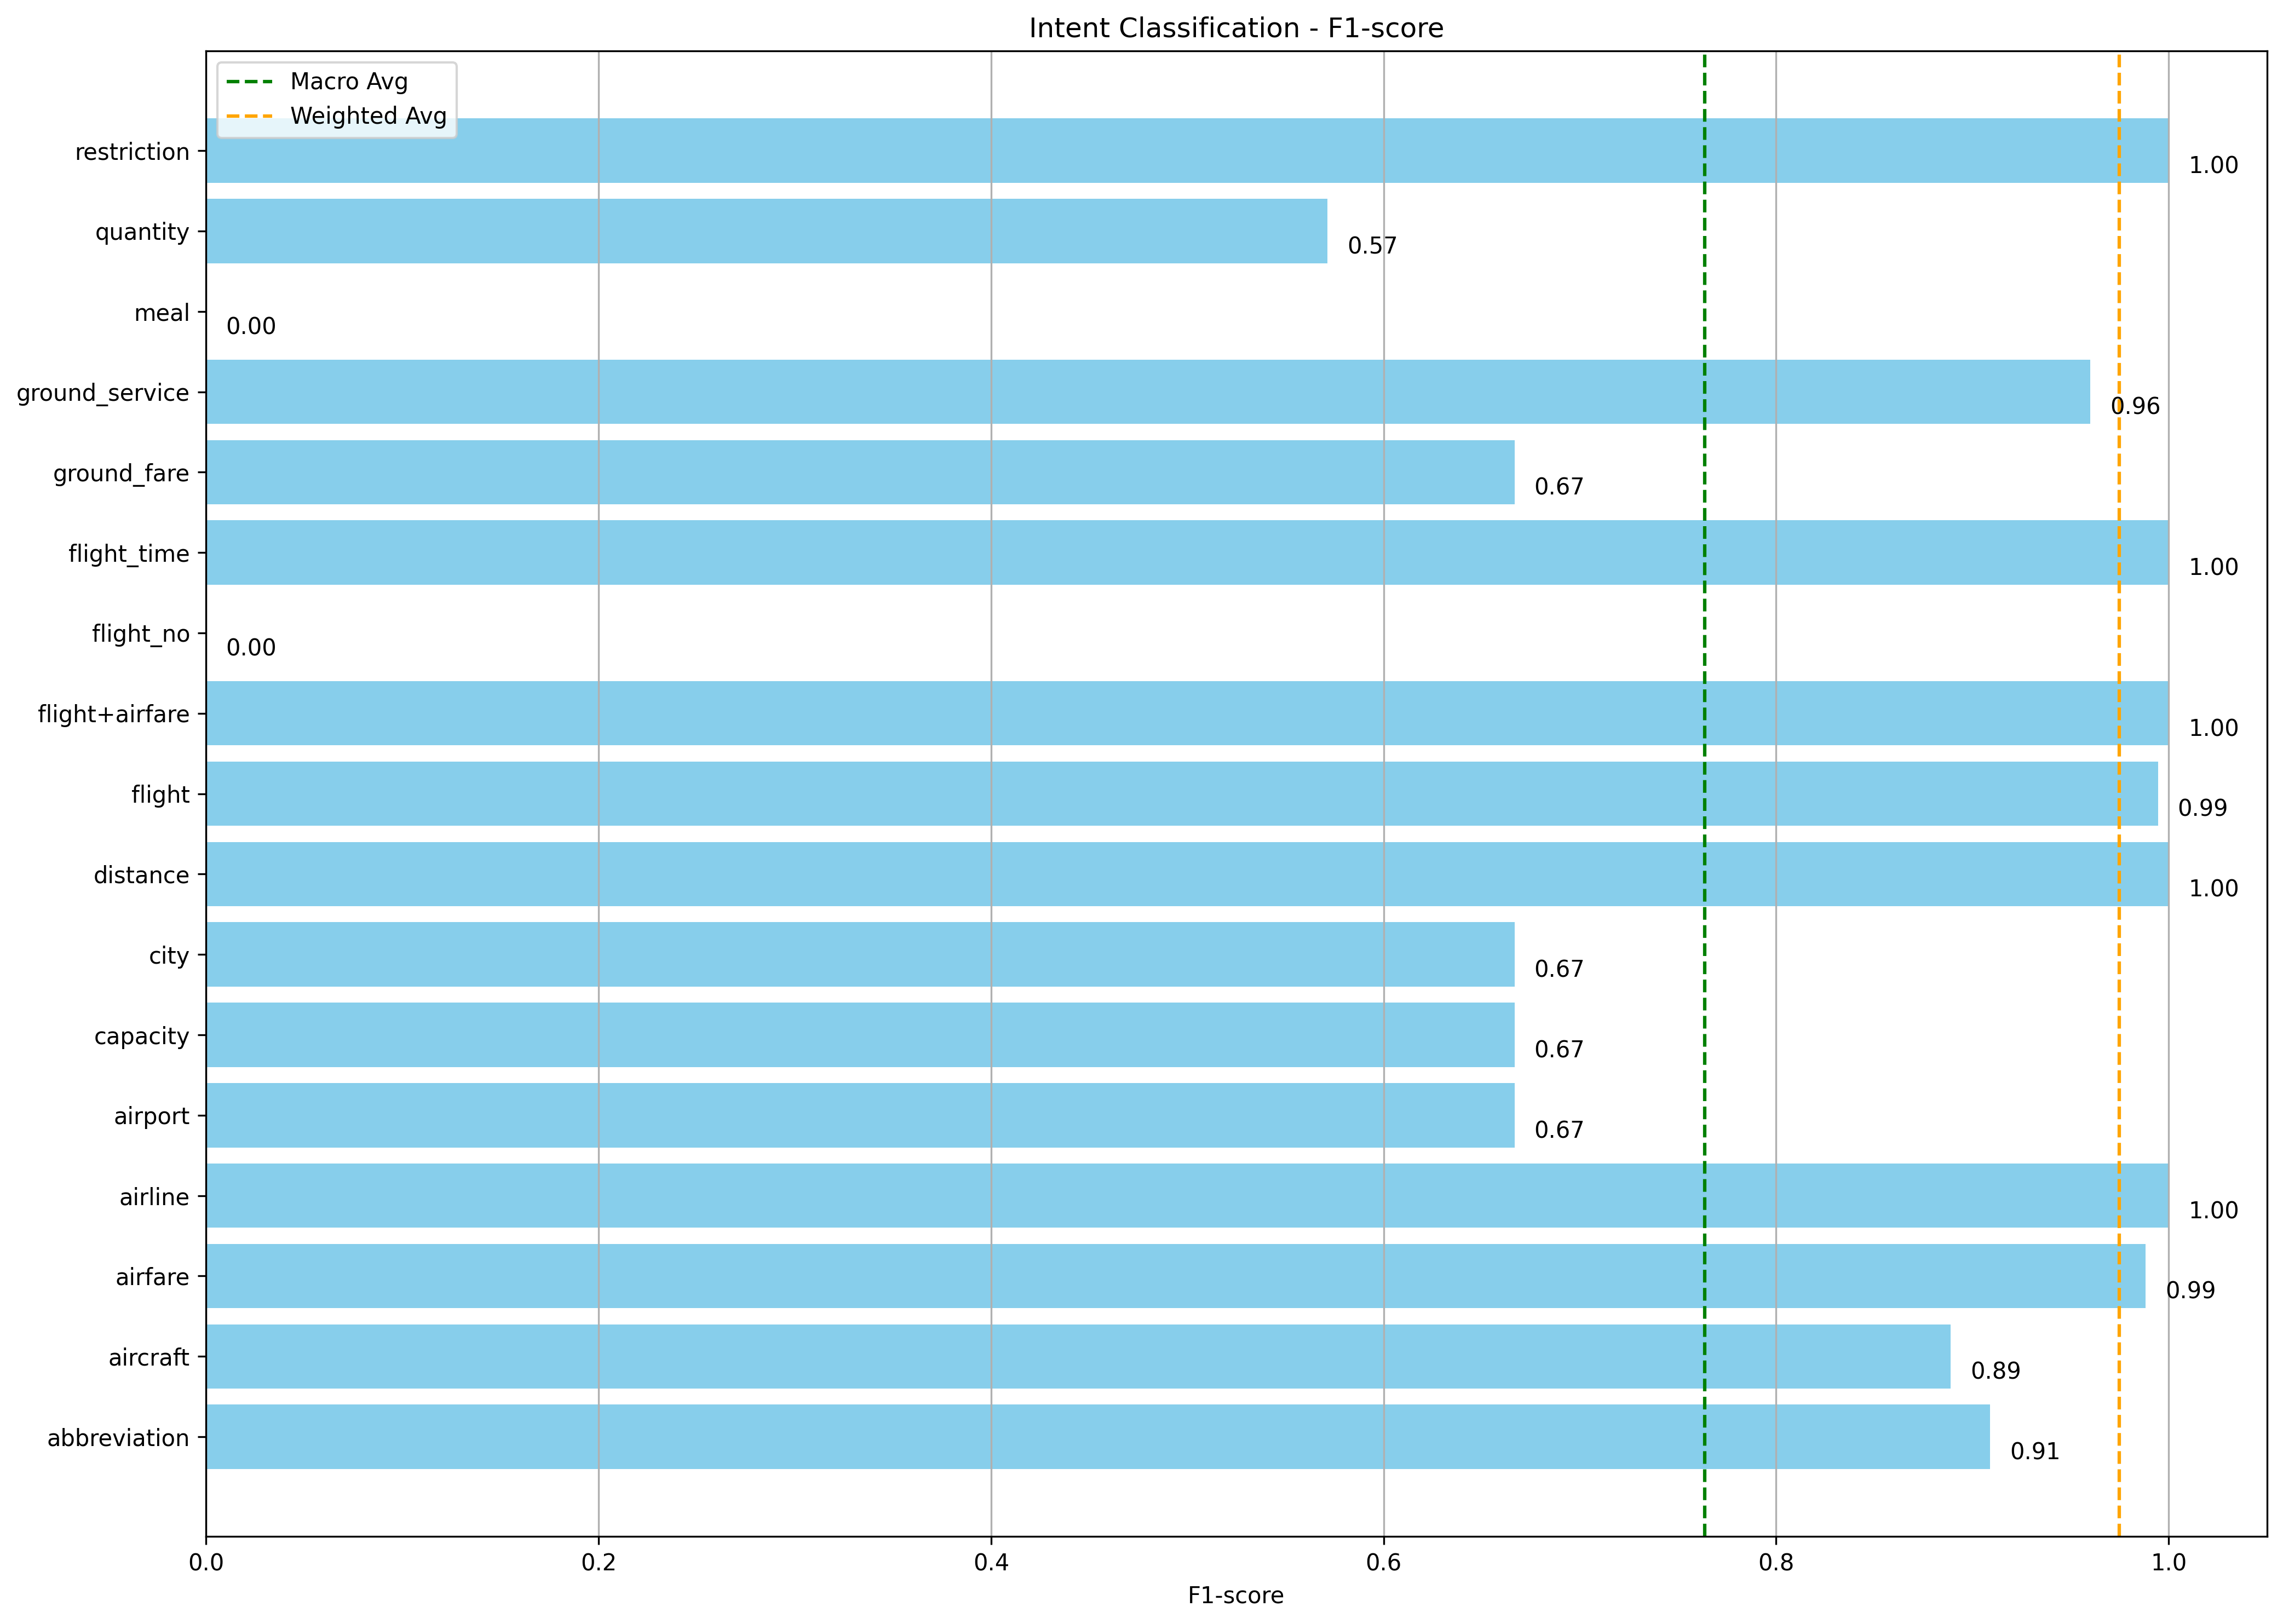 Intent Classification - F1-score
Macro Avg
Weighted Avg
restriction
1.00
quantity
0.57
meal
0.00
ground_service
0.96
ground_fare
0.67
flight_time
1.00
flight_no
0.00
flight+airfare
1.00
flight
0.99
distance
1.00
city
0.67
capacity
0.67
airport
0.67
airline
1.00
airfare
0.99
aircraft
0.89
abbreviation
0.91
0.0 0.2 0.4 0.6 0.8 1.0
F1-score